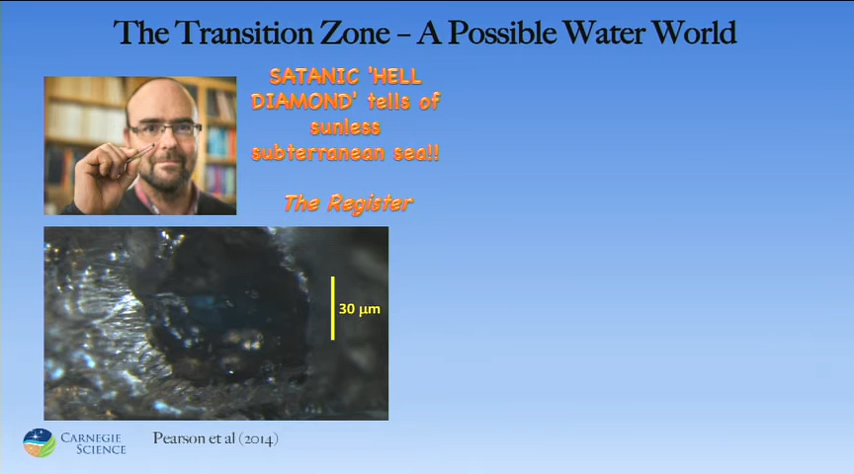 The Transition Zone – A Possible Water World
SATANIC 'HELL
DIAMOND' tells of
sunless
subterranean sea!!
The Register
30 µm
CARNEGIE
SCIENCE
Pearson et al (2014)